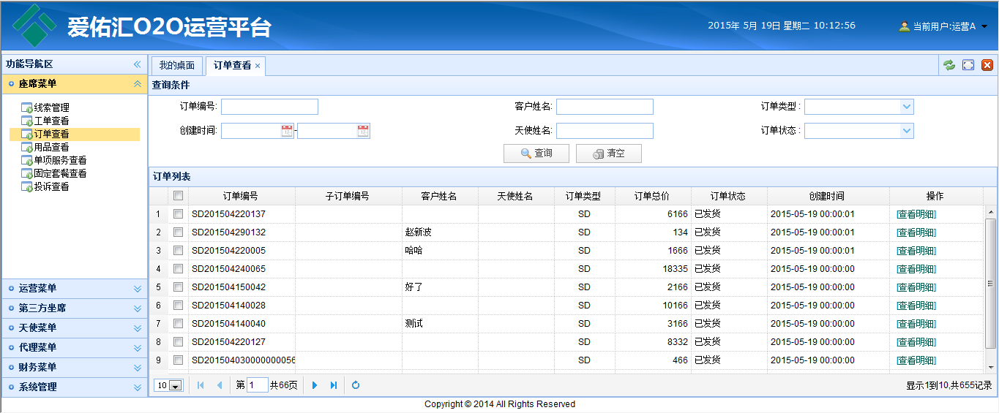 爱佑汇O2O运营平台
2015年 5月 19日 星期二 10:12:56
当前用户:运营A
功能导航区
座席菜单
线索管理
工单查看
订单查看
用品查看
单项服务查看
固定套餐查看
投诉查看
运营菜单
第三方坐席
天使菜单
代理菜单
财务菜单
系统管理
我的桌面 订单查看
查询条件
订单编号: 客户姓名: 订单类型 :
创建时间: - 天使姓名: 订单状态 :
查询 清空
订单列表
订单编号 子订单编号 客户姓名 天使姓名 订单类型 订单总价 订单状态 创建时间 操作
1 SD201504220137 SD 6166 已发货 2015-05-19 00:00:01 [查看明细]
2 SD201504290132 赵新波 SD 134 已发货 2015-05-19 00:00:01 [查看明细]
3 SD201504220005 哈哈 SD 1666 已发货 2015-05-19 00:00:01 [查看明细]
4 SD201504240065 SD 18335 已发货 2015-05-19 00:00:00 [查看明细]
5 SD201504150042 好了 SD 2166 已发货 2015-05-19 00:00:00 [查看明细]
6 SD201504140028 SD 10166 已发货 2015-05-19 00:00:00 [查看明细]
7 SD201504140040 测试 SD 3166 已发货 2015-05-19 00:00:00 [查看明细]
8 SD201504220127 SD 8332 已发货 2015-05-19 00:00:00 [查看明细]
9 SD201504030000000056 SD 466 已发货 2015-05-19 00:00:00 [查看明细]
10 第 1 共66页 显示1到10,共655记录
Copyright © 2014 All Rights Reserved